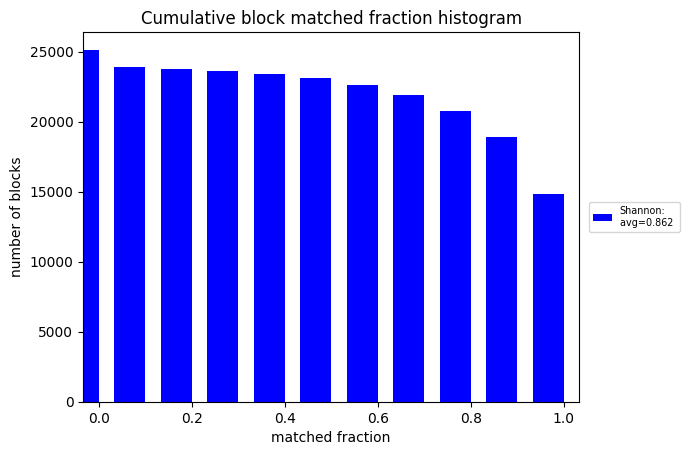 Cumulative block matched fraction histogram
25000
20000
15000
10000
5000
0
number of blocks
0.0 0.2 0.4 0.6 0.8 1.0
matched fraction
Shannon:
avg=0.862